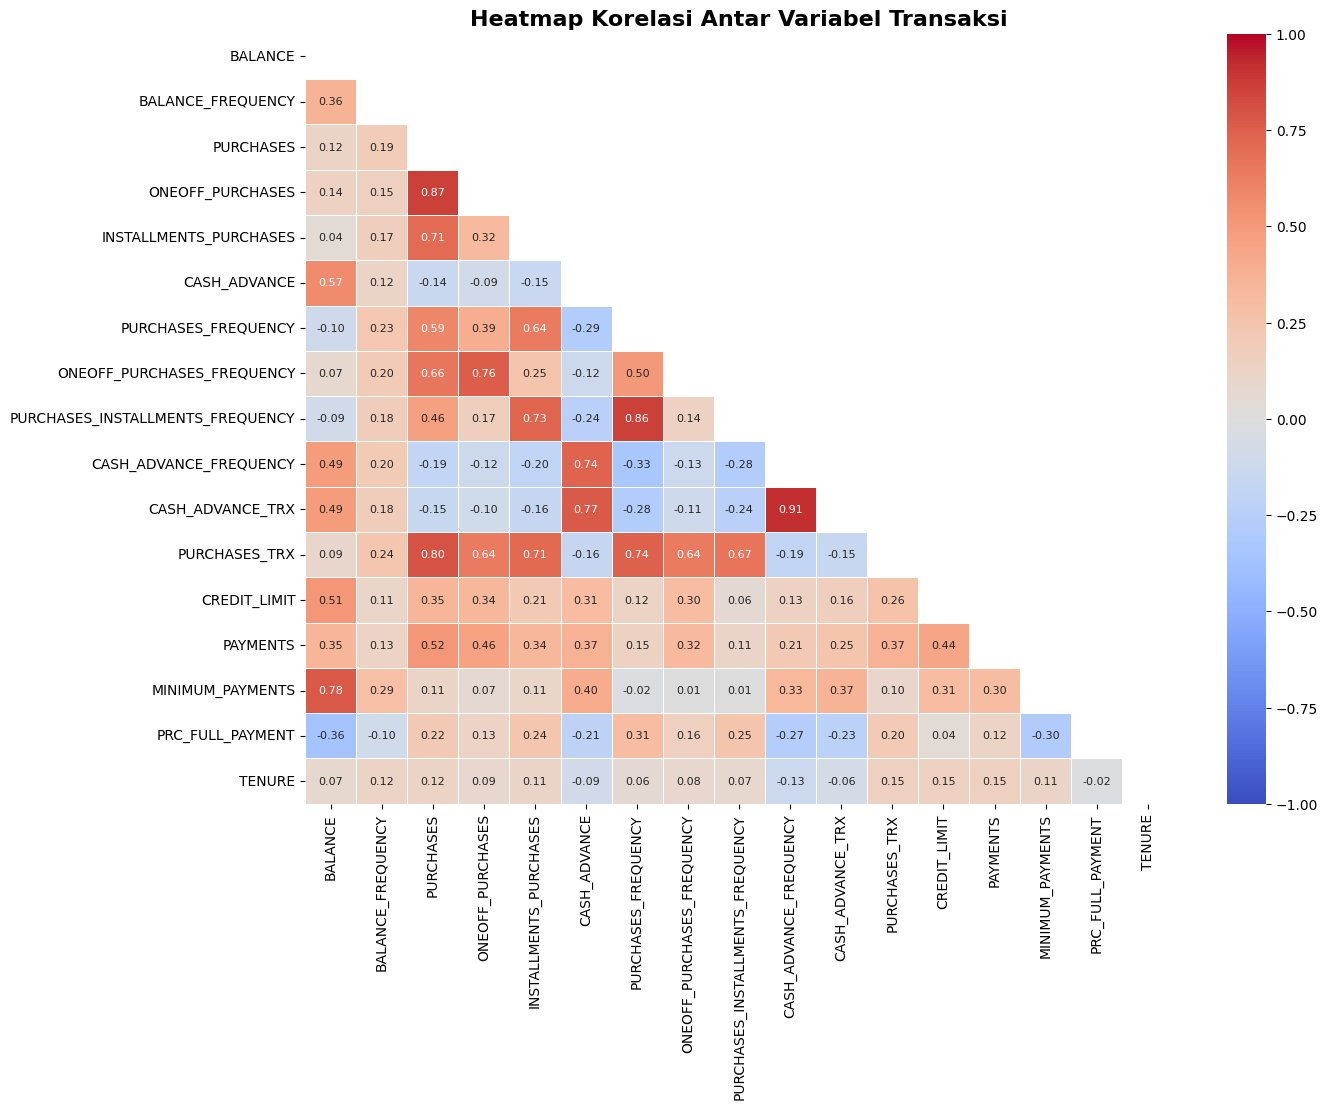 Heatmap Korelasi Antar Variabel Transaksi
BALANCE
BALANCE_FREQUENCY 0.36
PURCHASES 0.12 0.19
ONEOFF_PURCHASES 0.14 0.15 0.87
INSTALLMENTS_PURCHASES 0.04 0.17 0.71 0.32
CASH_ADVANCE 0.57 0.12 -0.14 -0.09 -0.15
PURCHASES_FREQUENCY -0.10 0.23 0.59 0.39 0.64 -0.29
ONEOFF_PURCHASES_FREQUENCY 0.07 0.20 0.66 0.76 0.25 -0.12 0.50
PURCHASES_INSTALLMENTS_FREQUENCY -0.09 0.18 0.46 0.17 0.73 -0.24 0.86 0.14
CASH_ADVANCE_FREQUENCY 0.49 0.20 -0.19 -0.12 -0.20 0.74 -0.33 -0.13 -0.28
CASH_ADVANCE_TRX 0.49 0.18 -0.15 -0.10 -0.16 0.77 -0.28 -0.11 -0.24 0.91
PURCHASES_TRX 0.09 0.24 0.80 0.64 0.71 -0.16 0.74 0.64 0.67 -0.19 -0.15
CREDIT_LIMIT 0.51 0.11 0.35 0.34 0.21 0.31 0.12 0.30 0.06 0.13 0.16 0.26
PAYMENTS 0.35 0.13 0.52 0.46 0.34 0.37 0.15 0.32 0.11 0.21 0.25 0.37 0.44
MINIMUM_PAYMENTS 0.78 0.29 0.11 0.07 0.11 0.40 -0.02 0.01 0.01 0.33 0.37 0.10 0.31 0.30
PRC_FULL_PAYMENT -0.36 -0.10 0.22 0.13 0.24 -0.21 0.31 0.16 0.25 -0.27 -0.23 0.20 0.04 0.12 -0.30
TENURE 0.07 0.12 0.12 0.09 0.11 -0.09 0.06 0.08 0.07 -0.13 -0.06 0.15 0.15 0.15 0.11 -0.02
BALANCE
BALANCE_FREQUENCY
PURCHASES
ONEOFF_PURCHASES
INSTALLMENTS_PURCHASES
CASH_ADVANCE
PURCHASES_FREQUENCY
ONEOFF_PURCHASES_FREQUENCY
PURCHASES_INSTALLMENTS_FREQUENCY
CASH_ADVANCE_FREQUENCY
CASH_ADVANCE_TRX
PURCHASES_TRX
CREDIT_LIMIT
PAYMENTS
MINIMUM_PAYMENTS
PRC_FULL_PAYMENT
TENURE
1.00
0.75
0.50
0.25
0.00
−0.25
−0.50
−0.75
−1.00